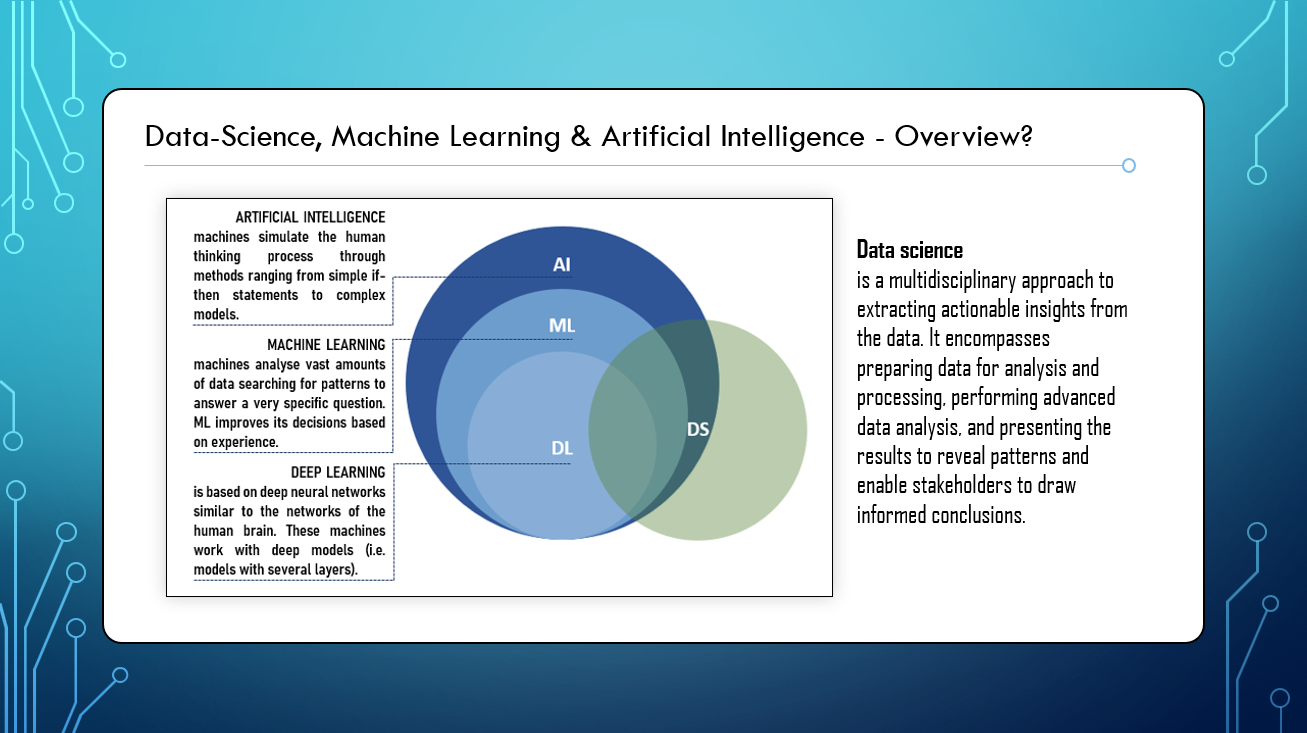 Data-Science, Machine Learning & Artificial Intelligence - Overview?
ARTIFICIAL INTELLIGENCE
machines simulate the human
thinking process through
methods ranging from simple if-
then statements to complex
models.
MACHINE LEARNING
machines analyse vast amounts
of data searching for patterns to
answer a very specific question.
ML improves its decisions based
on experience.
DEEP LEARNING
is based on deep neural networks
similar to the networks of the
human brain. These machines
work with deep models (i.e.
models with several layers).
AI
ML
DL
DS
Data science
is a multidisciplinary approach to
extracting actionable insights from
the data. It encompasses
preparing data for analysis and
processing, performing advanced
data analysis, and presenting the
results to reveal patterns and
enable stakeholders to draw
informed conclusions.